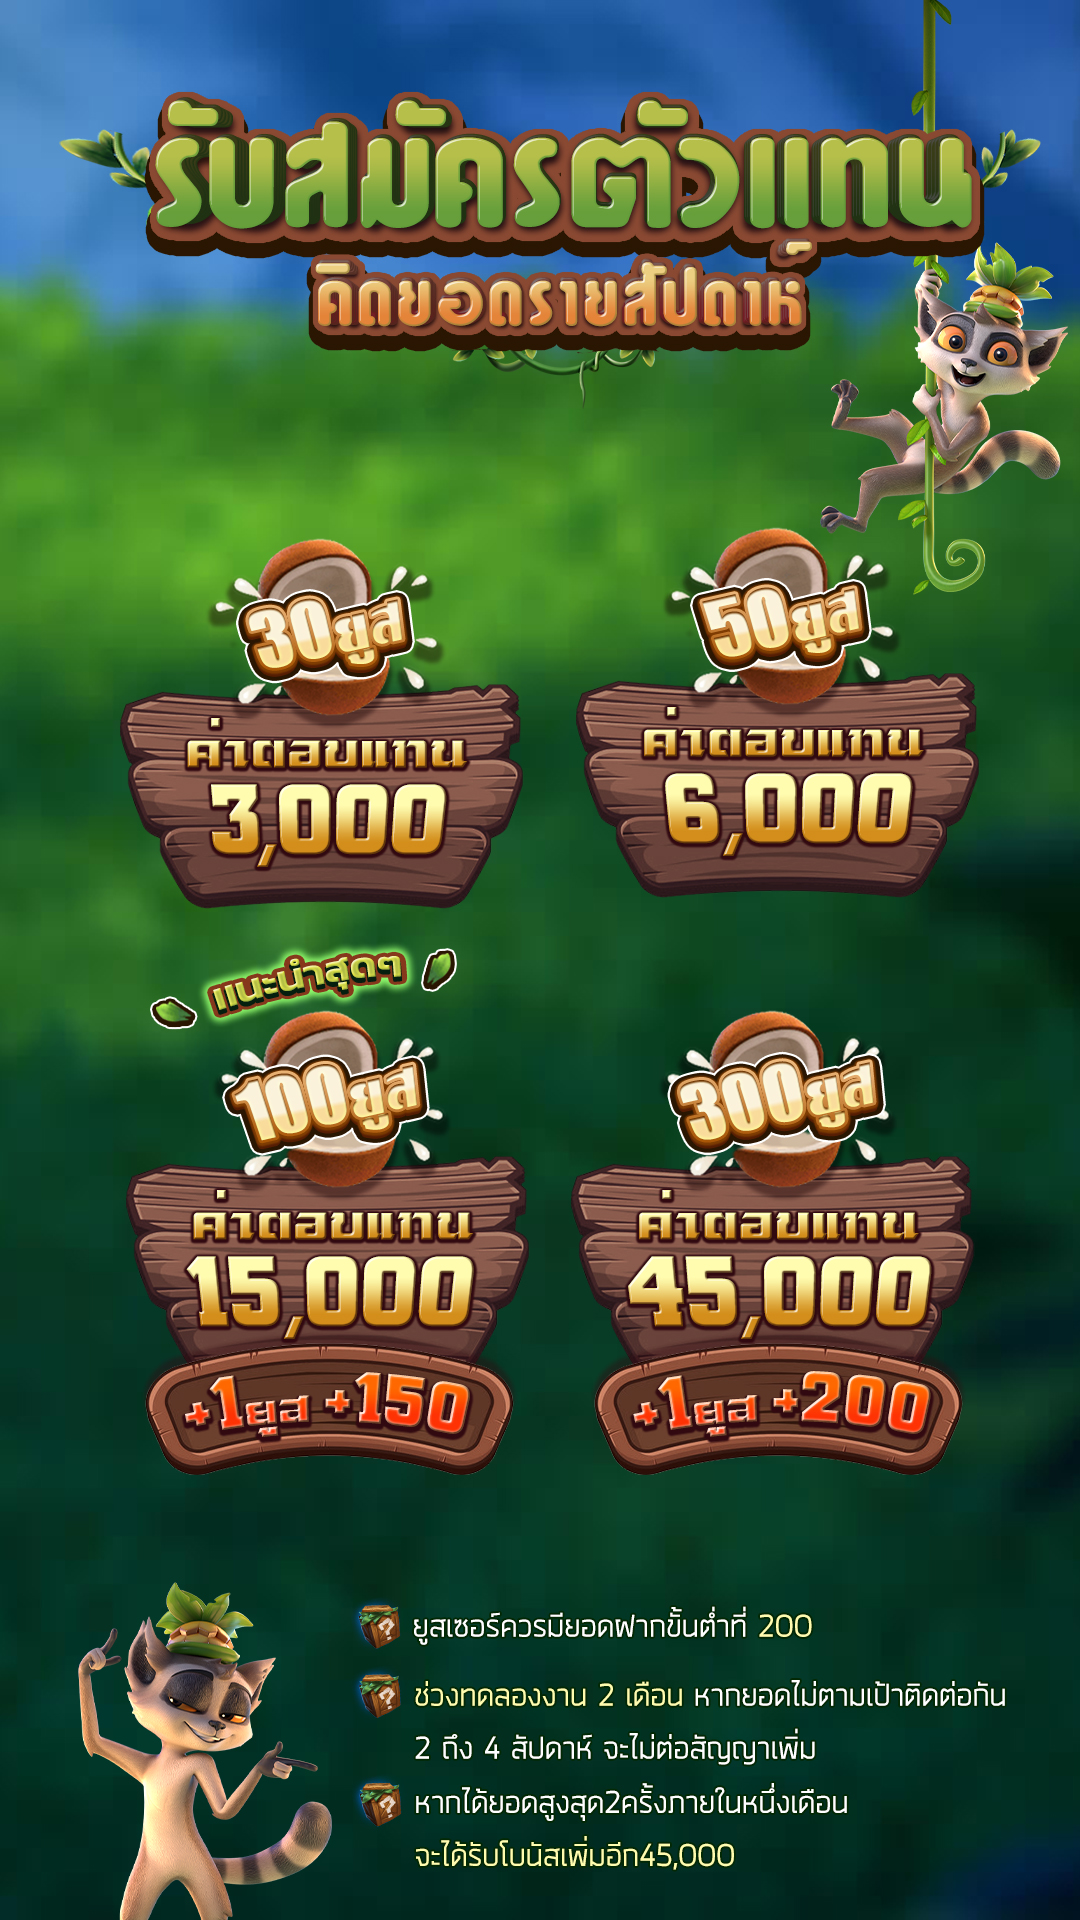 รับสมัครตัวแทน
คิดยอดรายสัปดาห์
30ยูส
ค่าตอบแทน
3,000
50ยูส
ค่าตอบแทน
6,000
แนะนำสุดๆ
100ยูส
ค่าตอบแทน
15,000
+1ยูส +150
300ยูส
ค่าตอบแทน
45,000
+1ยูส +200
ยูสเซอร์ควรมียอดฝากขั้นต่ำที่ 200
ช่วงทดลองงาน 2 เดือน หากยอดไม่ตามเป้าติดต่อกัน
2 ถึง 4 สัปดาห์ จะไม่ต่อสัญญาเพิ่ม
หากได้ยอดสูงสุด2ครั้งภายในหนึ่งเดือน
จะได้รับโบนัสเพิ่มอีก45,000